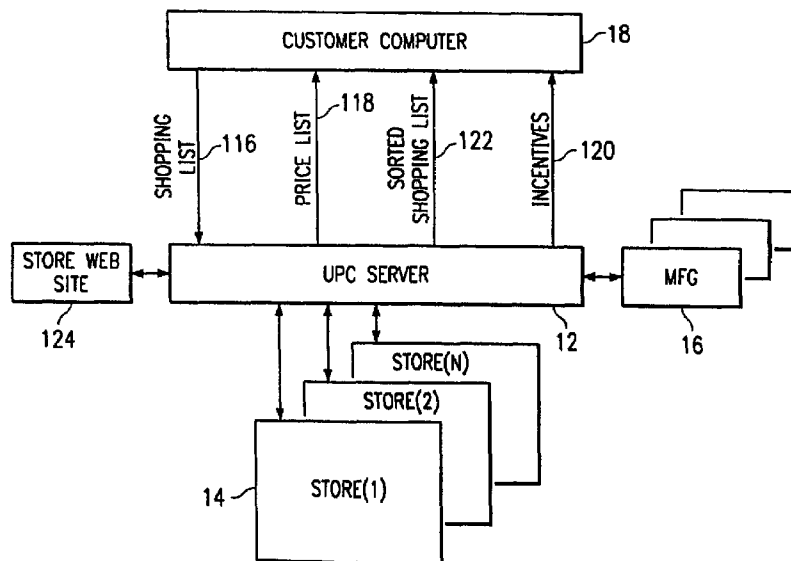 CUSTOMER COMPUTER
18
SHOPPING
LIST
116
PRICE LIST
118
SORTED
SHOPPING LIST
122
INCENTIVES
120
STORE WEB
SITE
124
UPC SERVER
12
MFG
16
STORE(N)
STORE(2)
STORE(1)
14